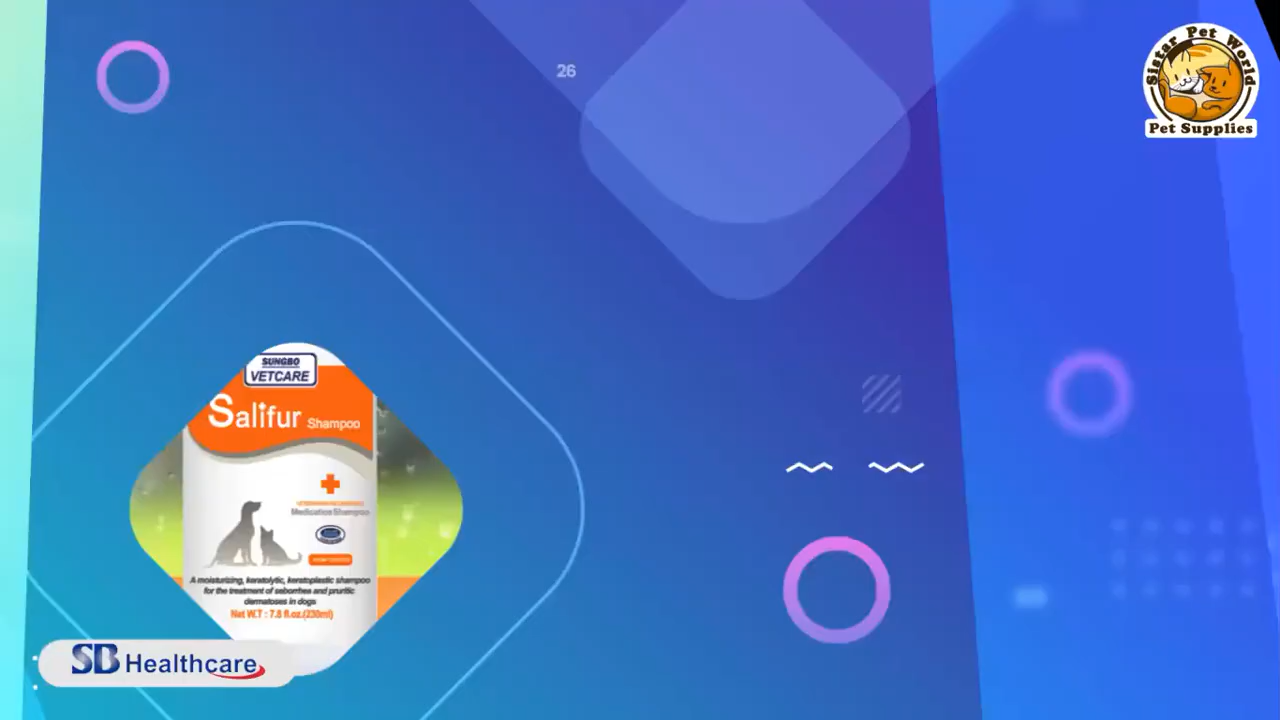 Sistar Pet World
Pet Supplies
26
SUNGBO
VETCARE
Salifur Shampoo
Medicatice Shampoo
A moisturizing, keratolytic, keratoplastic shampoo
for the treatment of seborrhea and pruritic
dermatoses in dogs
Net W.T : 7.8 fl.oz.(230ml)
SB Healthcare